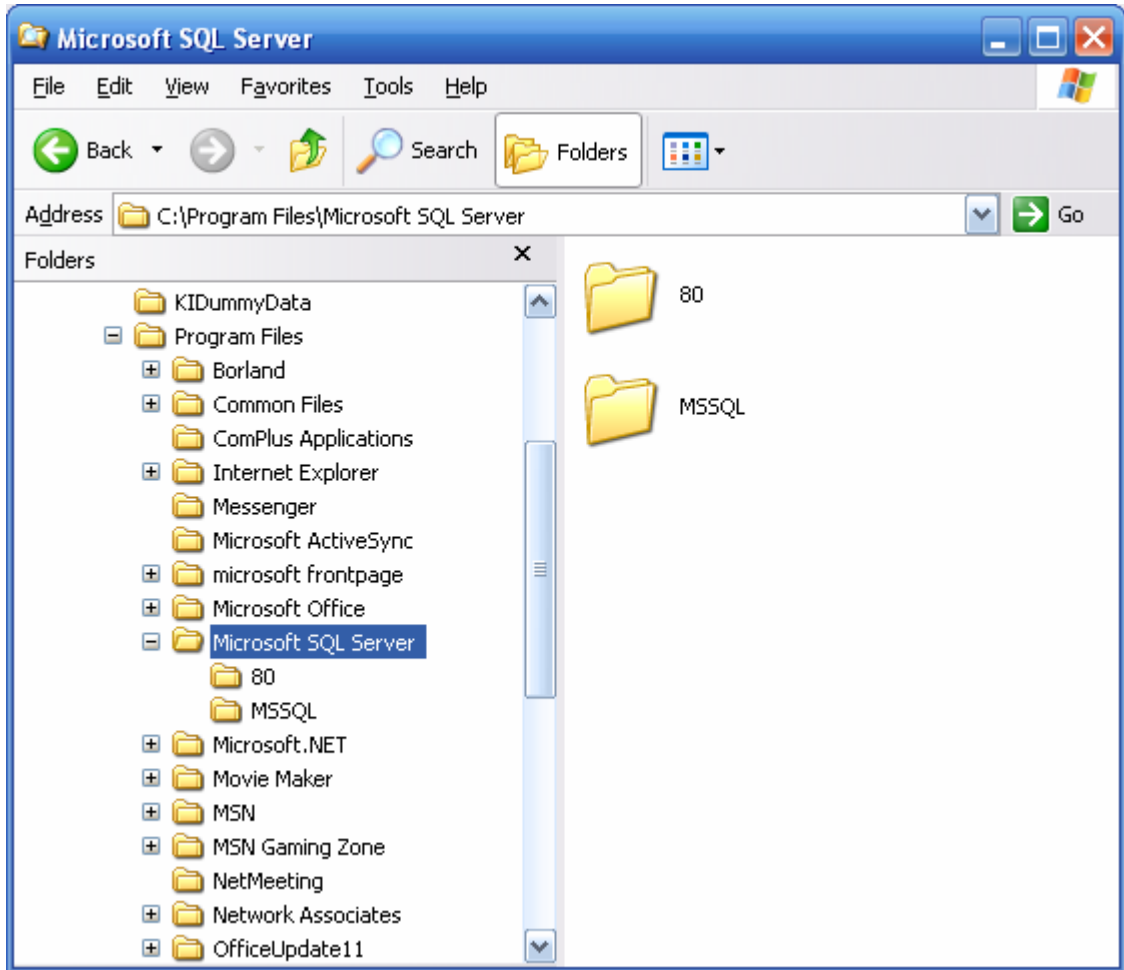 Microsoft SQL Server
File Edit View Favorites Tools Help
Back Search Folders
Address C:\Program Files\Microsoft SQL Server Go
Folders
KIDummyData
Program Files
Borland
Common Files
ComPlus Applications
Internet Explorer
Messenger
Microsoft ActiveSync
microsoft frontpage
Microsoft Office
Microsoft SQL Server
80
MSSQL
Microsoft.NET
Movie Maker
MSN
MSN Gaming Zone
NetMeeting
Network Associates
OfficeUpdate11
80
MSSQL